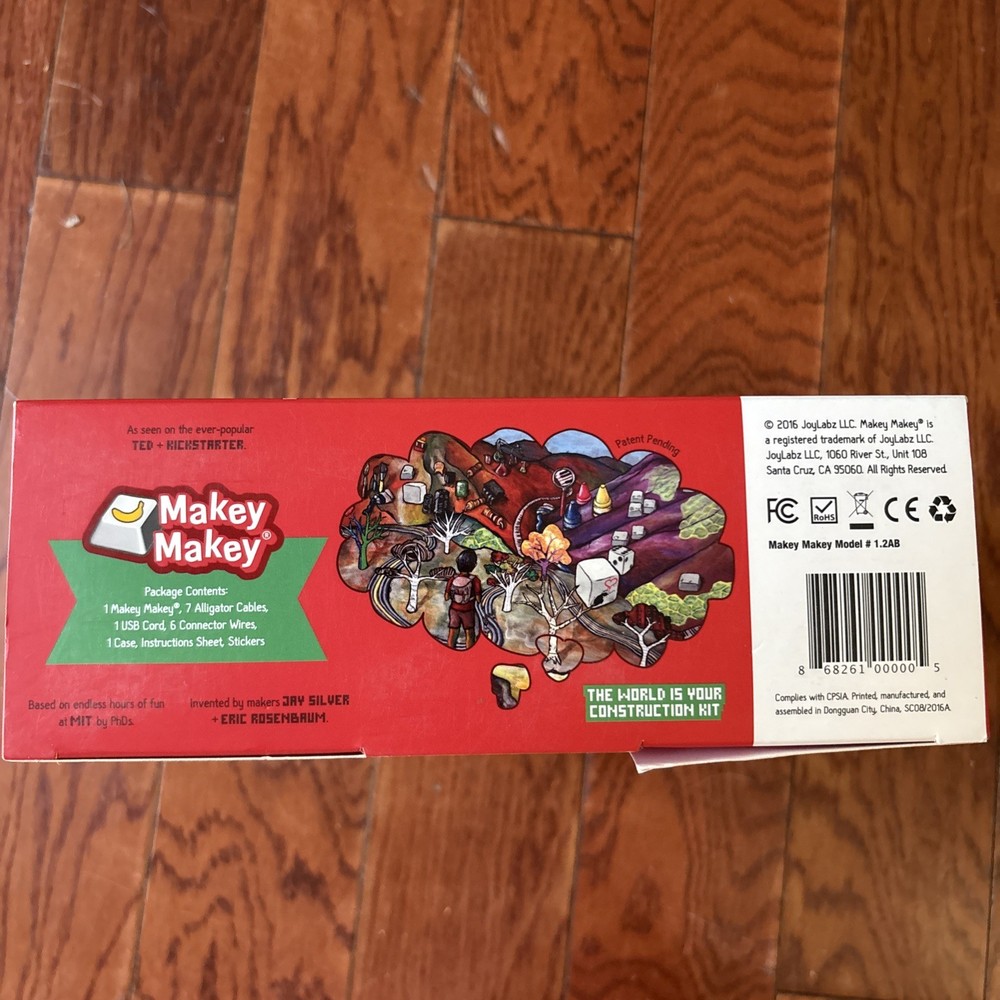 As seen on the ever-popular
TED + KICKSTARTER.
Makey
Makey®
Package Contents:
1 Makey Makey®, 7 Alligator Cables,
1 USB Cord, 6 Connector Wires,
1 Case, Instructions Sheet, Stickers
Based on endless hours of fun
at MIT by PhDs.
Invented by makers JAY SILVER
+ ERIC ROSENBAUM.
Patent Pending
THE WORLD IS YOUR
CONSTRUCTION KIT
© 2016 JoyLabz LLC. Makey Makey® is
a registered trademark of JoyLabz LLC.
JoyLabz LLC, 1060 River St., Unit 108
Santa Cruz, CA 95060. All Rights Reserved.
FC RoHS CE
Makey Makey Model # 1.2AB
8 68261 00000 5
Complies with CPSIA. Printed, manufactured, and
assembled in Dongguan City, China, SC08/2016A.